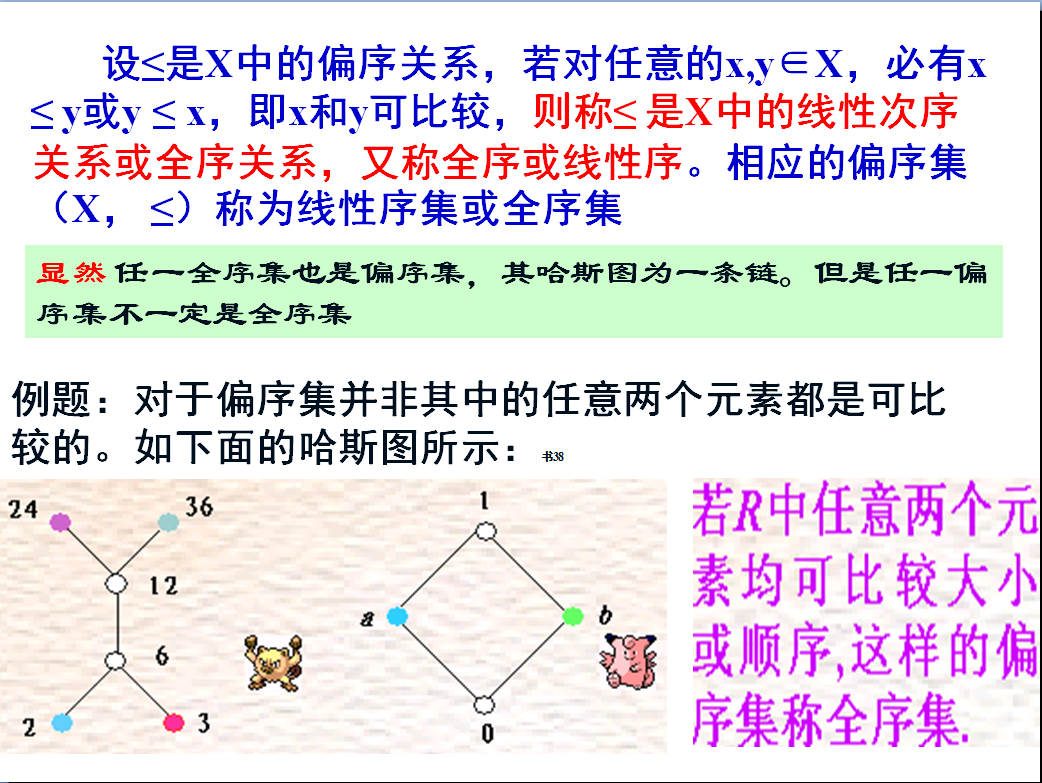 设≤是X中的偏序关系，若对任意的x,y∈X，必有x
≤ y或y ≤ x，即x和y可比较，则称≤ 是X中的线性次序
关系或全序关系，又称全序或线性序。相应的偏序集
（X， ≤）称为线性序集或全序集
显然 任一全序集也是偏序集，其哈斯图为一条链。但是任一偏
序集不一定是全序集
例题：对于偏序集并非其中的任意两个元素都是可比
较的。如下面的哈斯图所示：书38
24
36
12
6
2
3
1
a
b
0
若R中任意两个元
素均可比较大小
或顺序,这样的偏
序集称全序集.